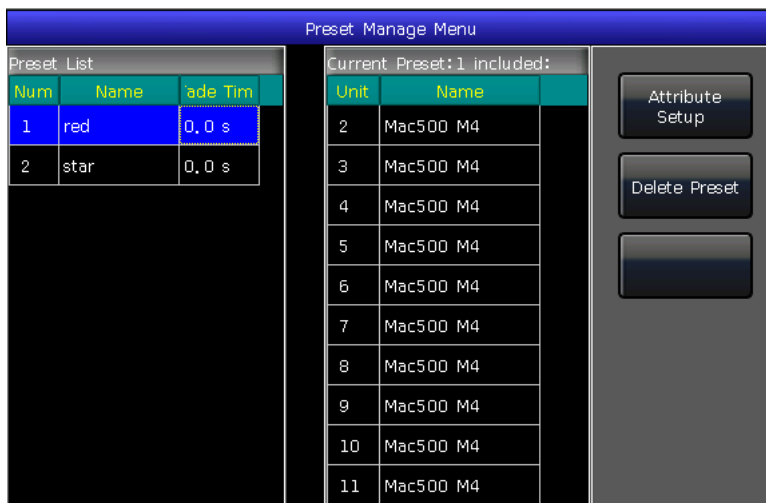 Preset Manage Menu
Preset List
Num Name ade Tim
1 red 0.0 s
2 star 0.0 s
Current Preset:1 included:
Unit Name
2 Mac500 M4
3 Mac500 M4
4 Mac500 M4
5 Mac500 M4
6 Mac500 M4
7 Mac500 M4
8 Mac500 M4
9 Mac500 M4
10 Mac500 M4
11 Mac500 M4
Attribute
Setup
Delete Preset